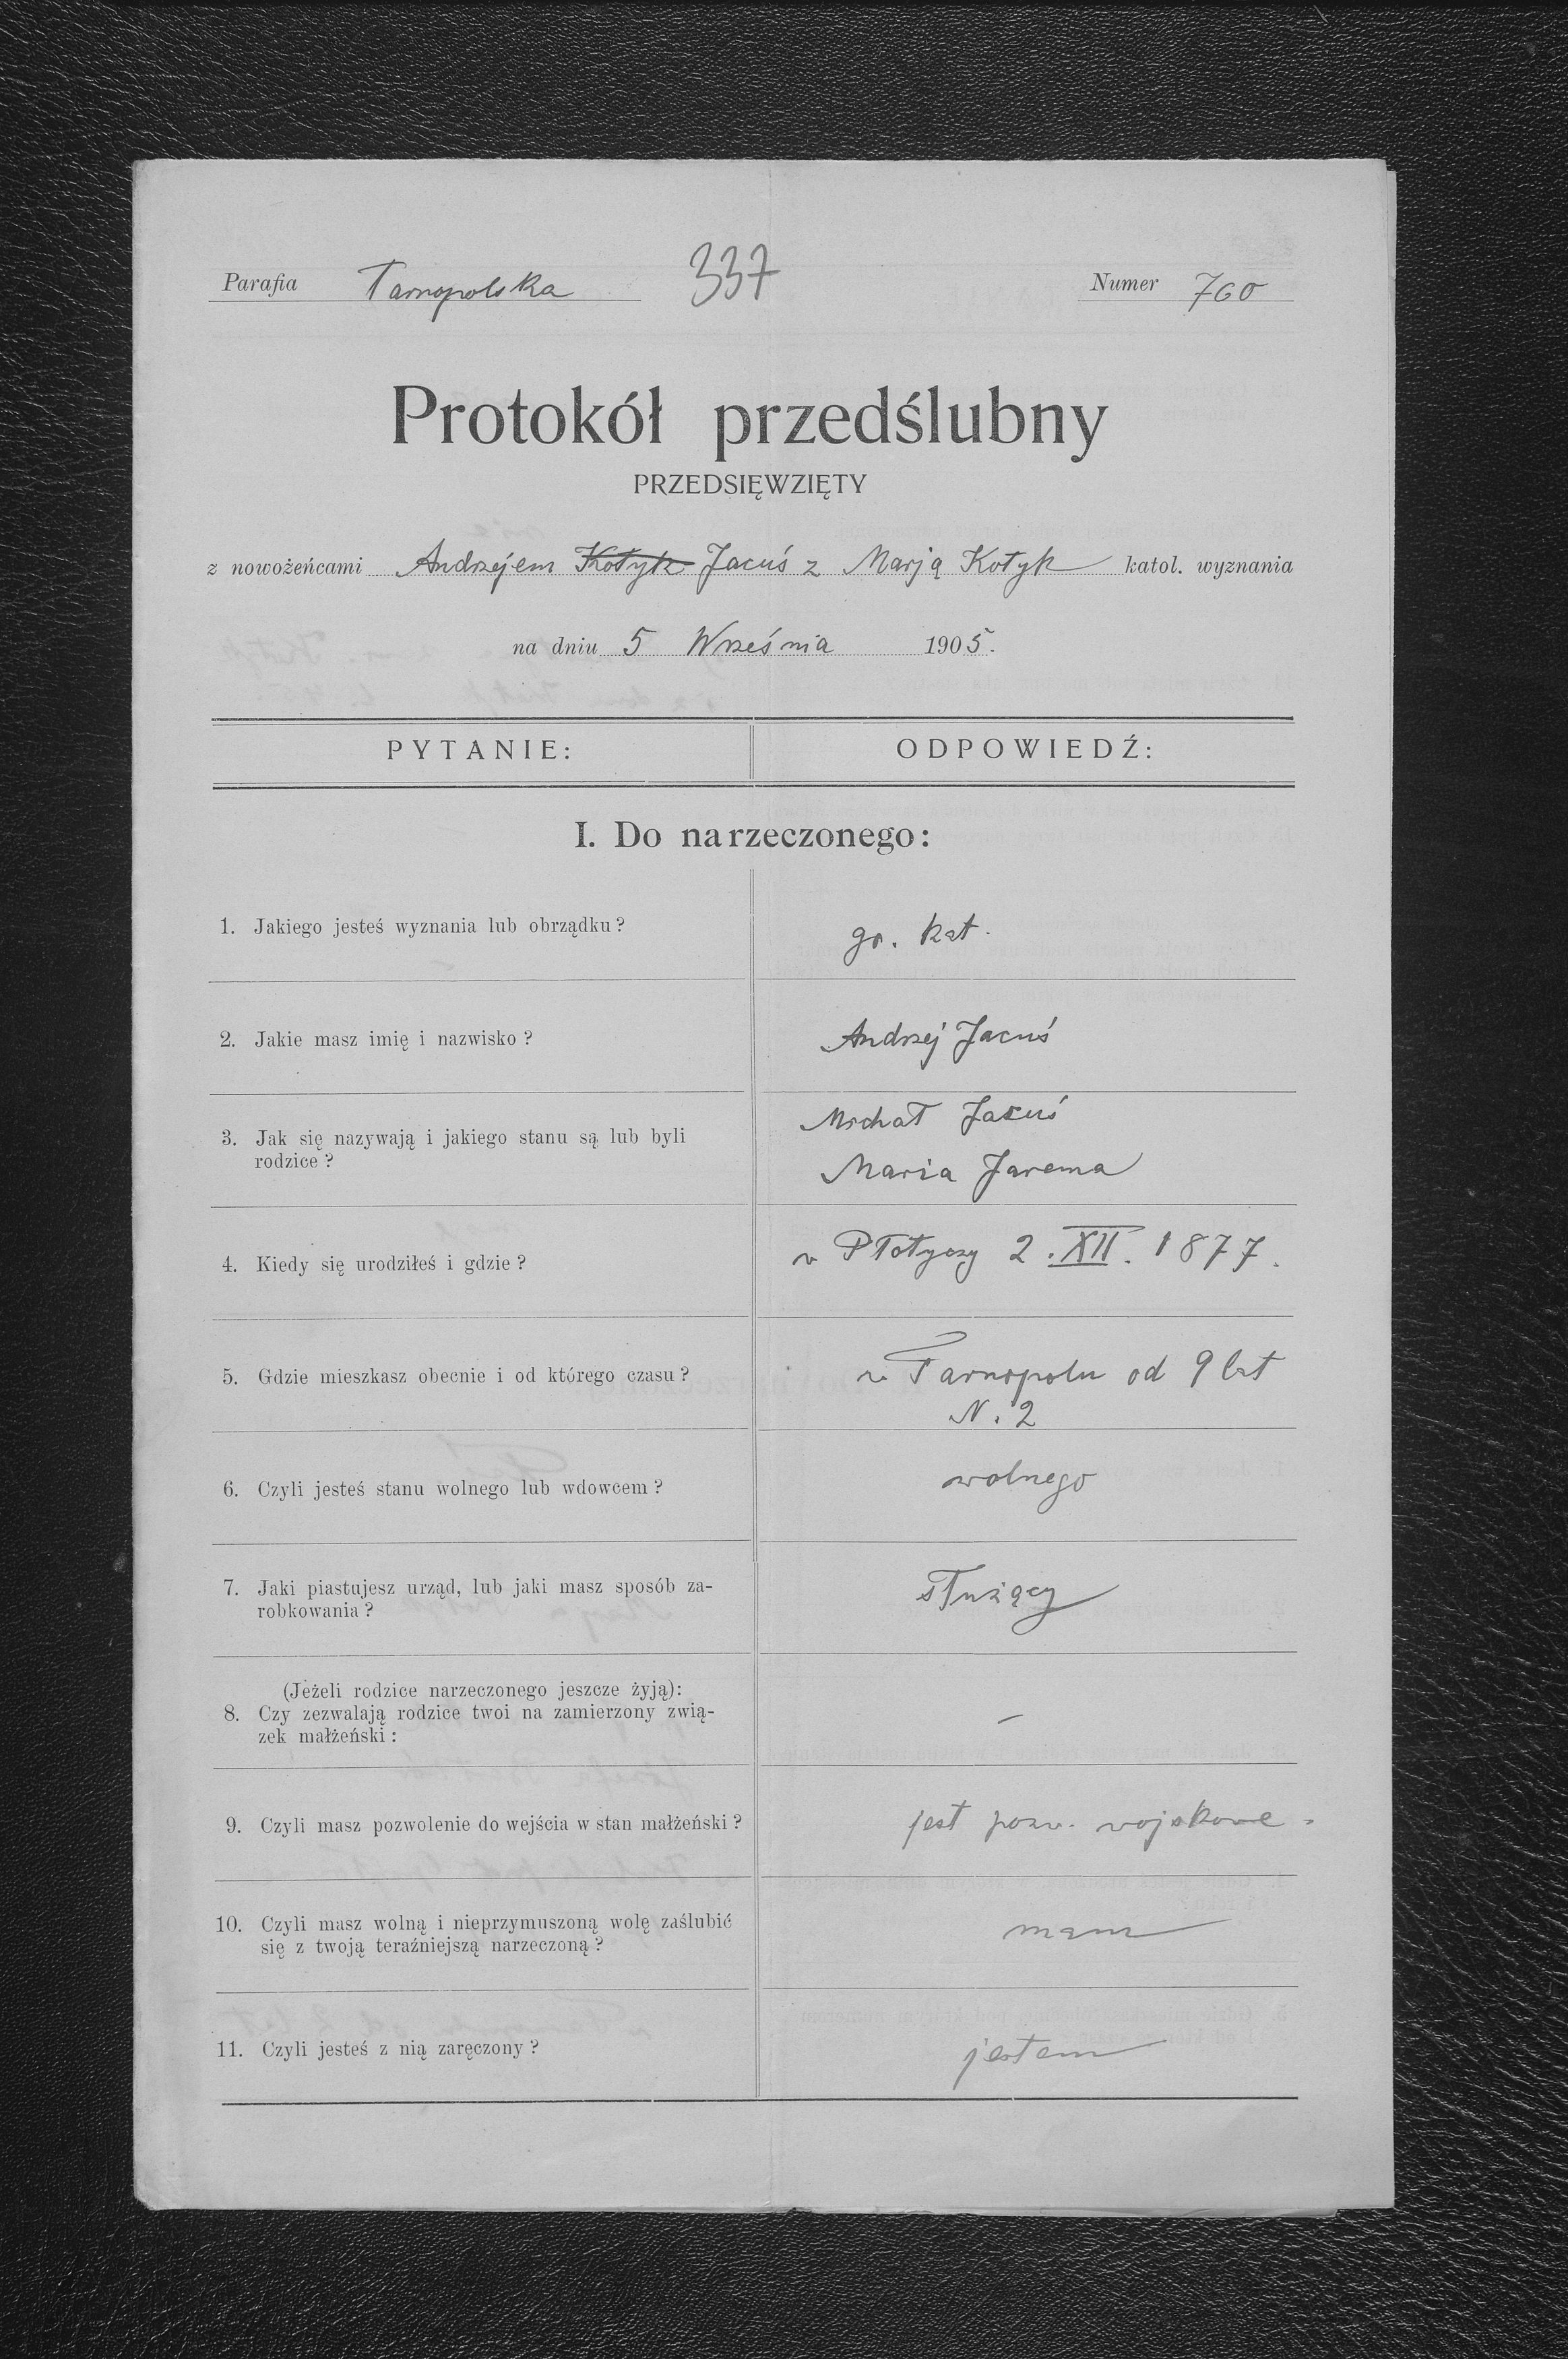 Parafia Tarnopolska 337 Numer 760
Protokół przedślubny
PRZEDSIĘWZIĘTY
z nowożeńcami Andrzejem Kotyk Jacuś z Marją Kotyk katol. wyznania
na dniu 5 Września 1905.
PYTANIE: ODPOWIEDŹ:
I. Do narzeczonego:
1. Jakiego jesteś wyznania lub obrządku? gr. kat.
2. Jakie masz imię i nazwisko? Andrzej Jacuś
Michał Jacuś
3. Jak się nazywają i jakiego stanu są lub byli
rodzice? Maria Jarema
4. Kiedy się urodziłeś i gdzie? w Płotyczy 2. XII. 1877.
5. Gdzie mieszkasz obecnie i od którego czasu? w Tarnopolu od 9 lat
N. 2
6. Czyli jesteś stanu wolnego lub wdowcem? wolnego
7. Jaki piastujesz urząd, lub jaki masz sposób za-
robkowania? służący
(Jeżeli rodzice narzeczonego jeszcze żyją):
8. Czy zezwalają rodzice twoi na zamierzony zwią- –
zek małżeński:
9. Czyli masz pozwolenie do wejścia w stan małżeński? jest pozw. wojskowe.
10. Czyli masz wolną i nieprzymuszoną wolę zaślubić mam
się z twoją teraźniejszą narzeczoną?
11. Czyli jesteś z nią zaręczony? jestem